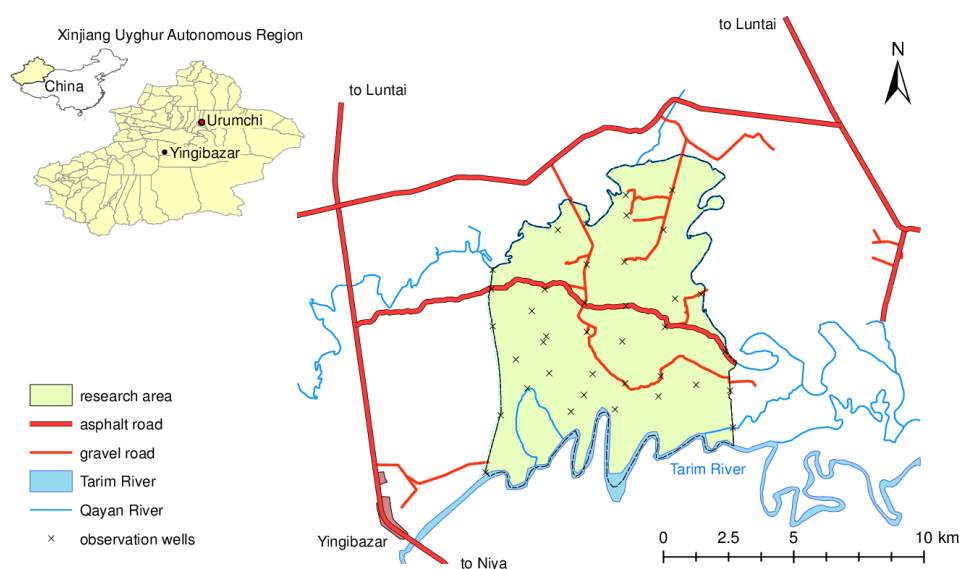 Xinjiang Uyghur Autonomous Region
China
Urumchi
Yingibazar
to Luntai
to Luntai
N
research area
asphalt road
gravel road
Tarim River
Qayan River
observation wells
Tarim River
Yingibazar
to Niya
0 2.5 5 10 km